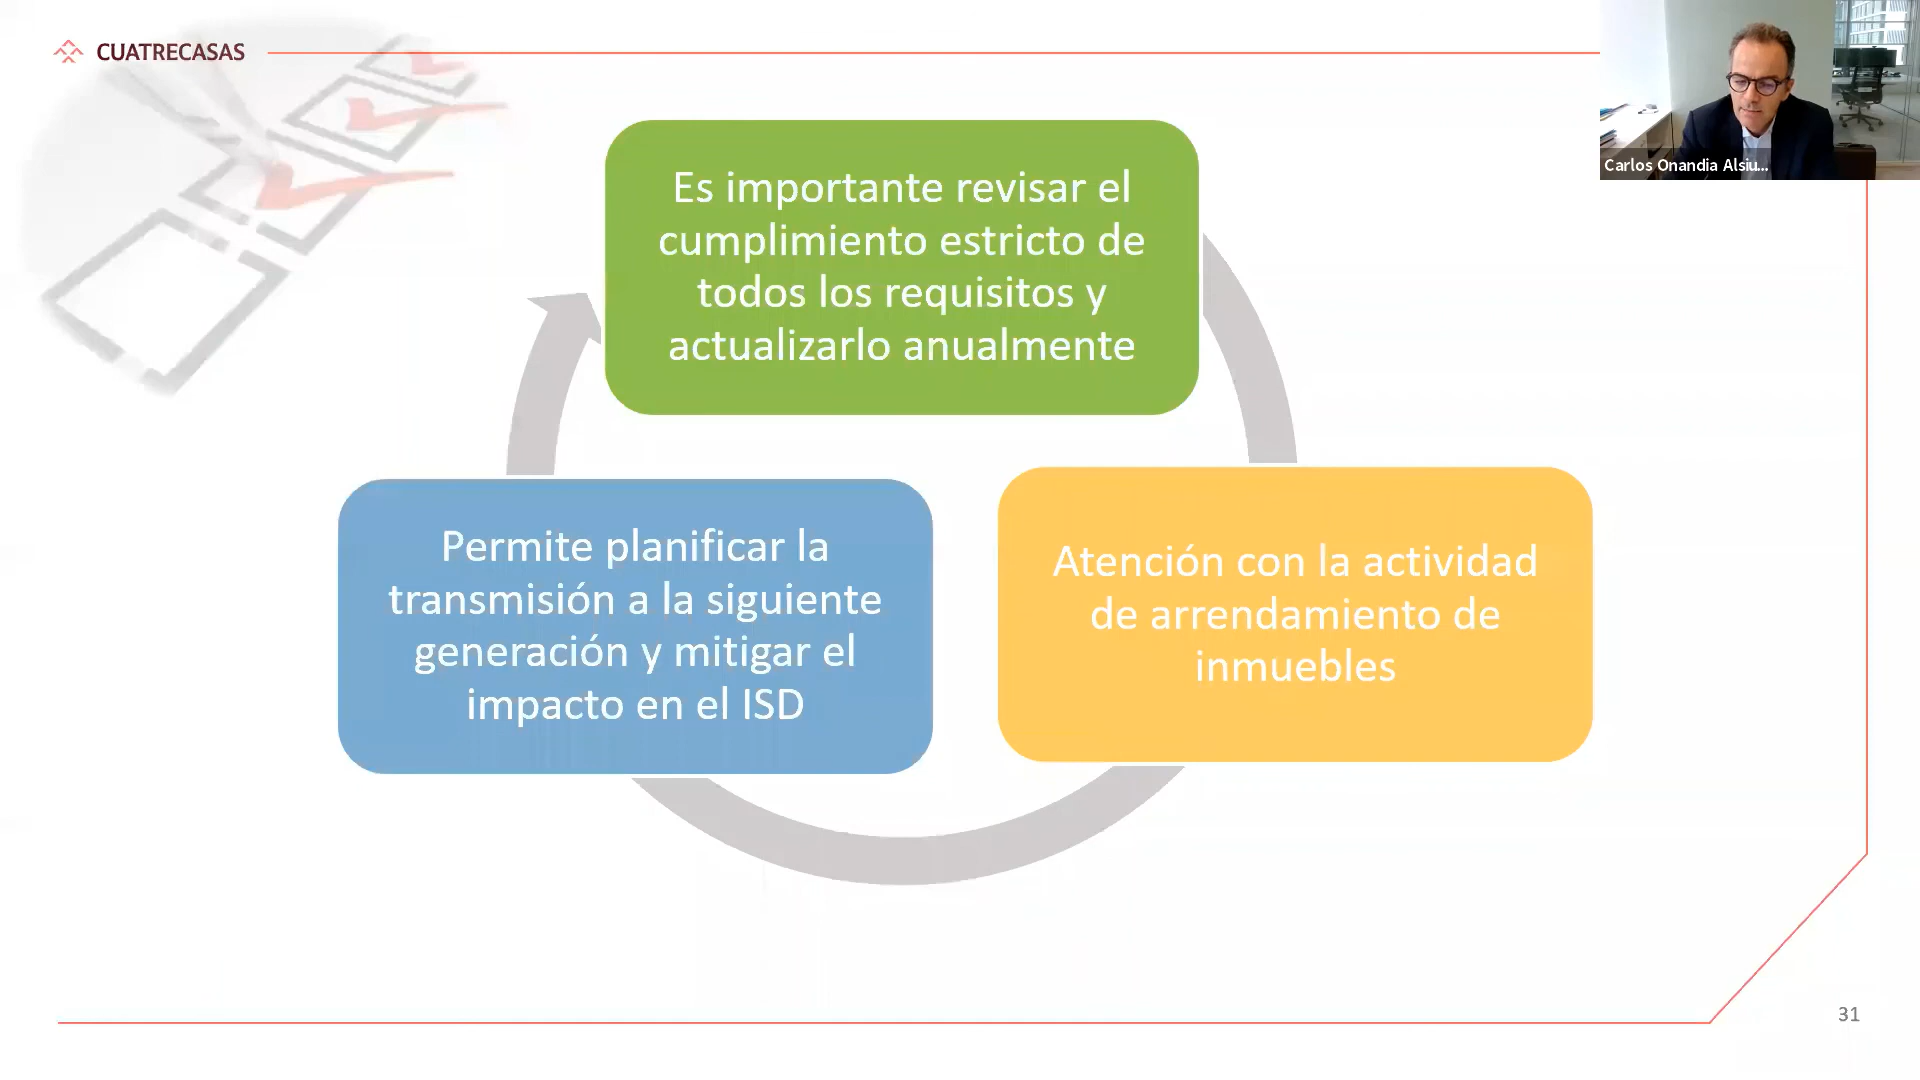 CUATRECASAS
Carlos Onandia Alsiu...
Es importante revisar el
cumplimiento estricto de
todos los requisitos y
actualizarlo anualmente
Permite planificar la
transmisión a la siguiente
generación y mitigar el
impacto en el ISD
Atención con la actividad
de arrendamiento de
inmuebles
31